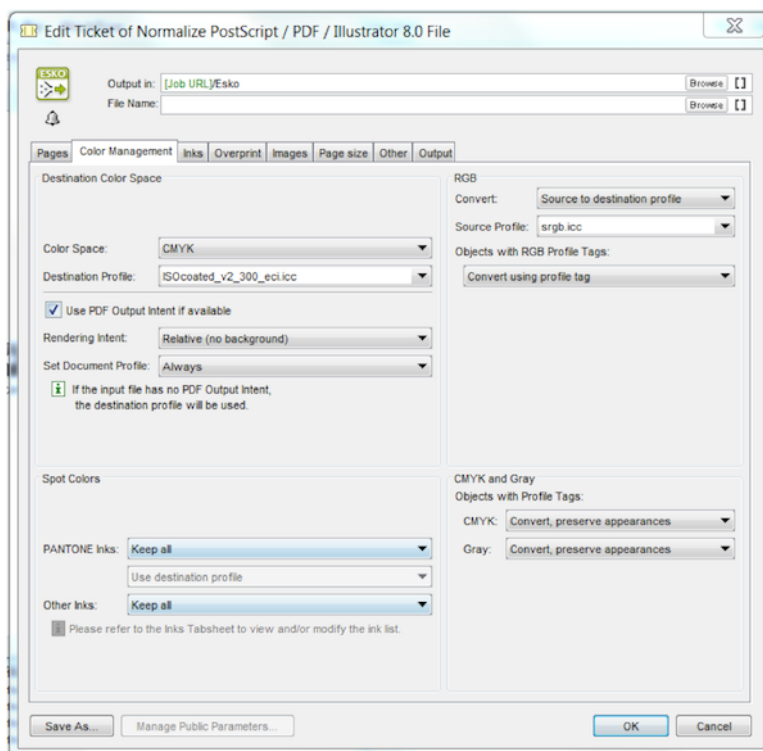 Edit Ticket of Normalize PostScript / PDF / Illustrator 8.0 File
ESKO
Output in: [Job URL]/Esko Browse []
File Name: Browse []
Pages Color Management Inks Overprint Images Page size Other Output
Destination Color Space
Color Space: CMYK
Destination Profile: ISOcoated_v2_300_eci.icc
Use PDF Output Intent if available
Rendering Intent: Relative (no background)
Set Document Profile: Always
If the input file has no PDF Output Intent,
the destination profile will be used.
RGB
Convert: Source to destination profile
Source Profile: srgb.icc
Objects with RGB Profile Tags:
Convert using profile tag
Spot Colors
PANTONE Inks: Keep all
Use destination profile
Other Inks: Keep all
Please refer to the Inks Tabsheet to view and/or modify the ink list.
CMYK and Gray
Objects with Profile Tags:
CMYK: Convert, preserve appearances
Gray: Convert, preserve appearances
Save As... Manage Public Parameters... OK Cancel